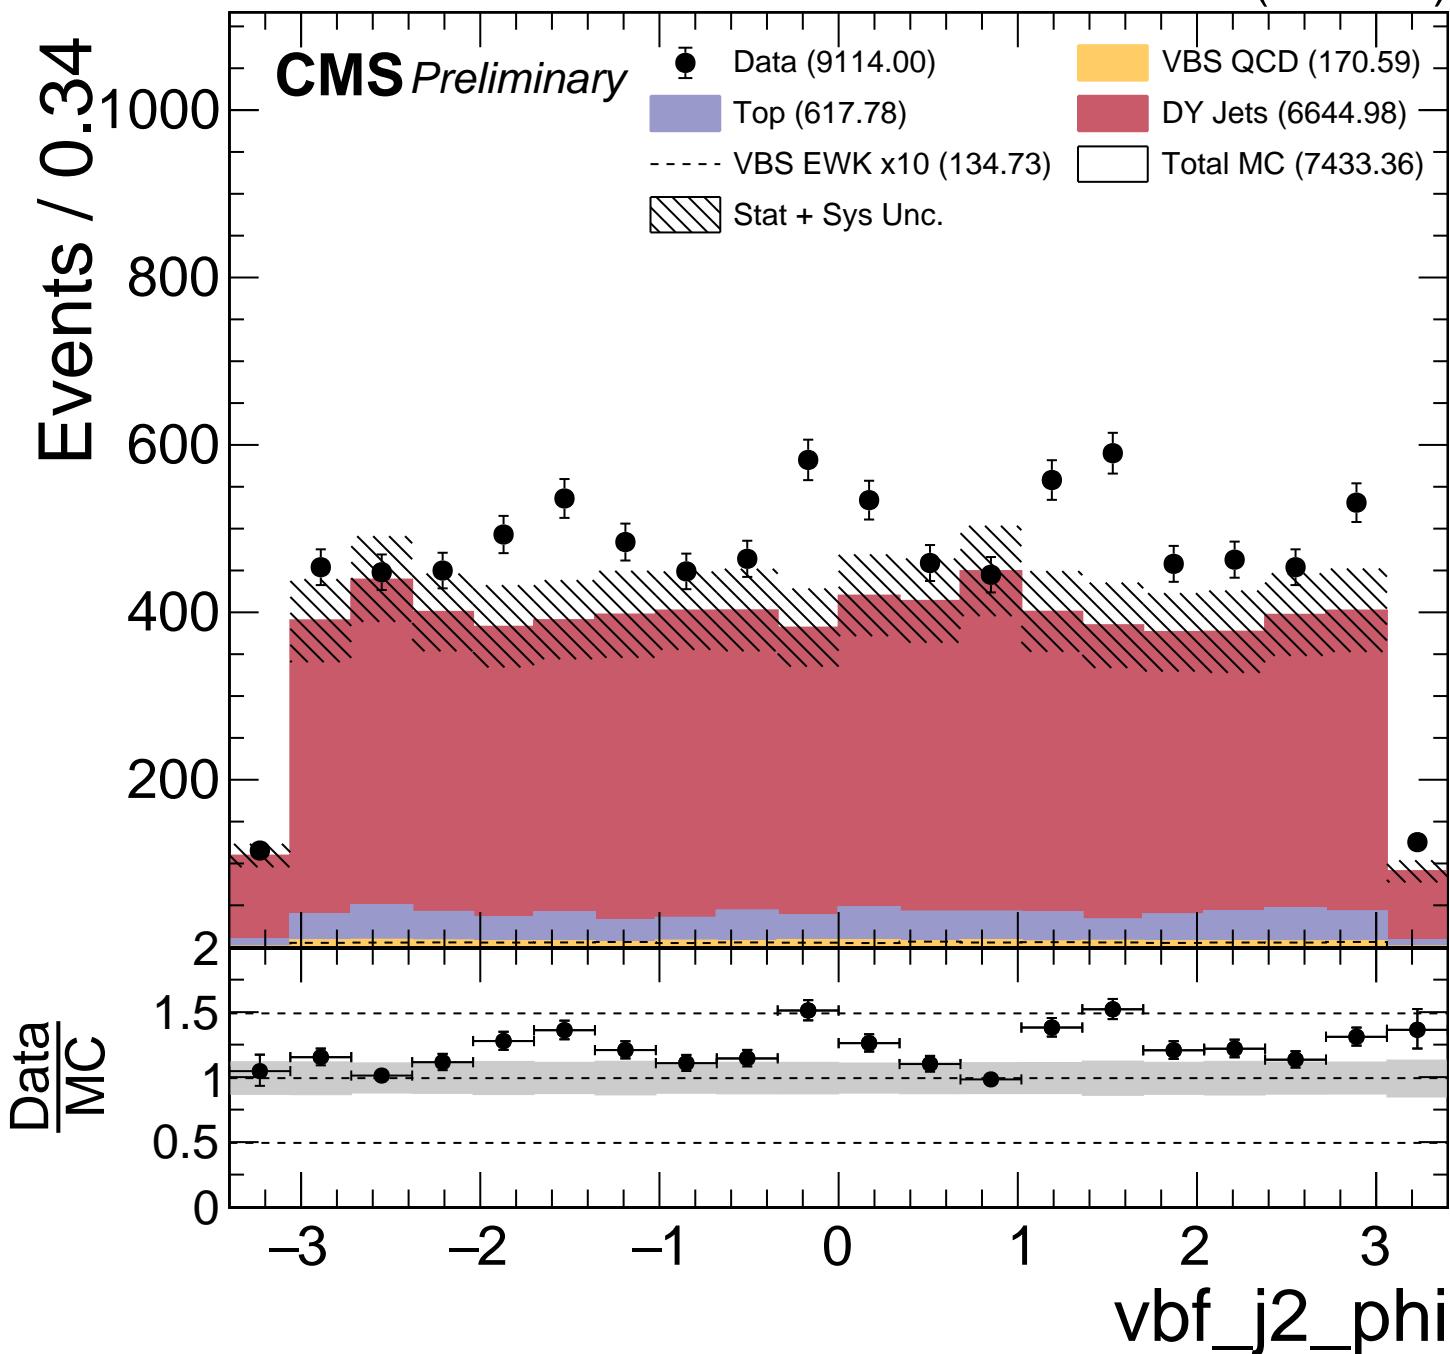 CMS Preliminary
Data (9114.00)
VBS QCD (170.59)
Top (617.78)
DY Jets (6644.98)
VBS EWK x10 (134.73)
Total MC (7433.36)
Stat + Sys Unc.
Events / 0.34
1000
800
600
400
200
2
1.5
1
0.5
0
Data
MC
–3 –2 –1 0 1 2 3
vbf_j2_phi